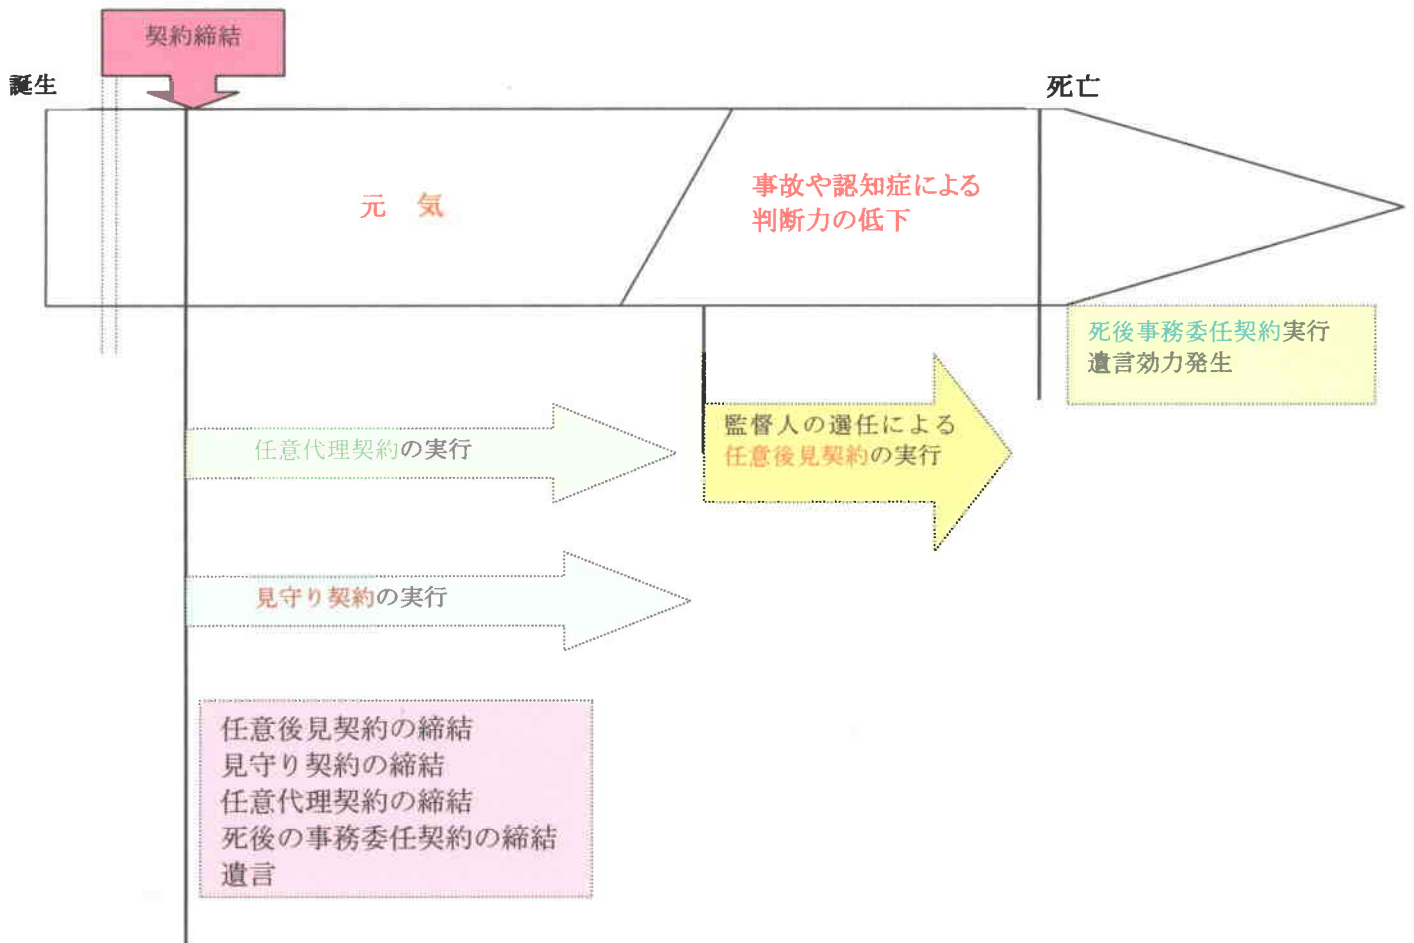 契約締結
誕生
死亡
元 気
事故や認知症による
判断力の低下
死後事務委任契約実行
遺言効力発生
監督人の選任による
任意後見契約の実行
任意代理契約の実行
見守り契約の実行
任意後見契約の締結
見守り契約の締結
任意代理契約の締結
死後の事務委任契約の締結
遺言